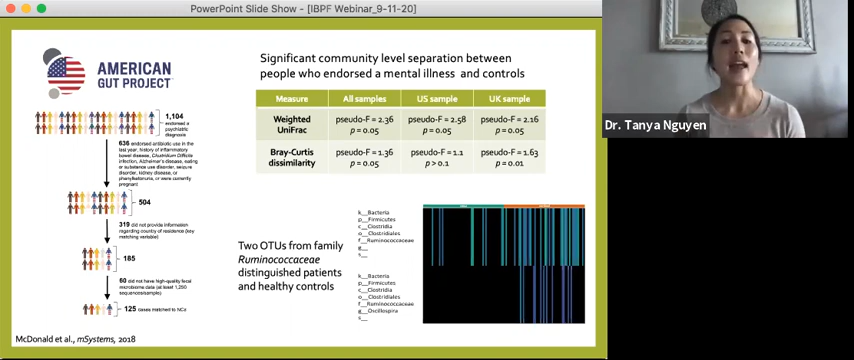 PowerPoint Slide Show - [IBPF Webinar_9-11-20]
AMERICAN
GUT PROJECT
1,104
endorsed a
psychiatric
diagnosis
636 endorsed antibiotic use in the
last year, history of inflammatory
bowel disease, Clostridium Difficile
infection, Alzheimer's disease, eating
or substance use disorder, seizure
disorder, kidney disease, or
phenylketonuria, or were currently
pregnant
504
319 did not provide information
regarding country of residence (key
matching variable)
185
60 did not have high-quality fecal
microbiome data (at least 1,250
sequences/sample)
125 cases matched to NCs
McDonald et al., mSystems, 2018
Significant community level separation between
people who endorsed a mental illness and controls
Measure All samples US sample UK sample
Weighted UniFrac pseudo-F = 2.36 p = 0.05 pseudo-F = 2.58 p = 0.05 pseudo-F = 2.16 p = 0.05
Bray-Curtis dissimilarity pseudo-F = 1.36 p = 0.05 pseudo-F = 1.1 p > 0.1 pseudo-F = 1.63 p = 0.01
Two OTUs from family
Ruminococcaceae
distinguished patients
and healthy controls
k__Bacteria
p__Firmicutes
c__Clostridia
o__Clostridiales
f__Ruminococcaceae
g__
s__
k__Bacteria
p__Firmicutes
c__Clostridia
o__Clostridiales
f__Ruminococcaceae
g__Oscillospira
s__
Dr. Tanya Nguyen